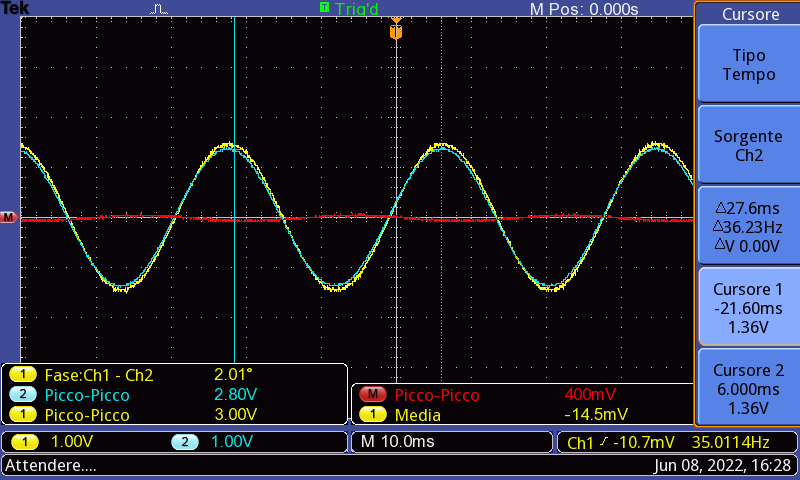 Tek
T Trig'd
M Pos: 0.000s
T
M
Cursore
Tipo
Tempo
Sorgente
Ch2
△27.6ms
△36.23Hz
△V 0.00V
Cursore 1
-21.60ms
1.36V
Cursore 2
6.000ms
1.36V
1 Fase:Ch1 - Ch2 2.01°
2 Picco-Picco 2.80V
1 Picco-Picco 3.00V
M Picco-Picco 400mV
1 Media -14.5mV
1 1.00V 2 1.00V
M 10.0ms
Ch1 -10.7mV 35.0114Hz
Attendere....
Jun 08, 2022, 16:28